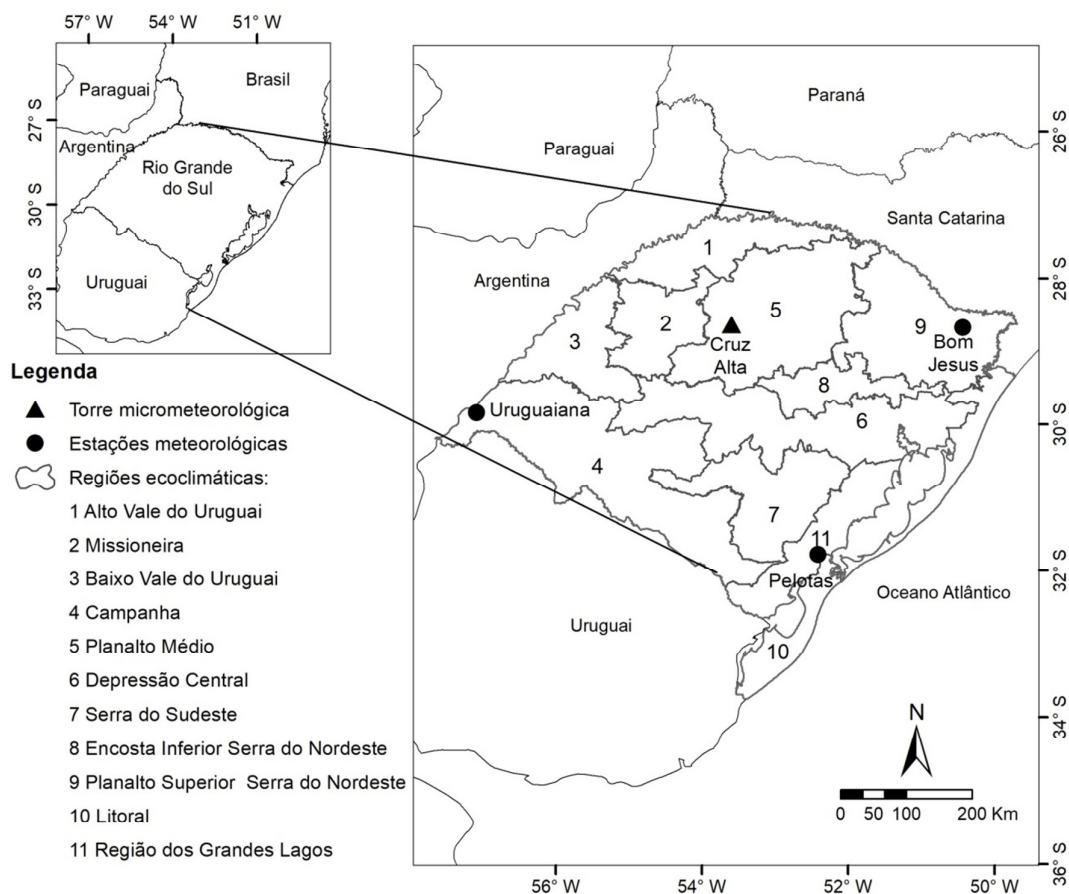 57° W
54° W
51° W
27° S
30° S
33° S
Paraguai
Brasil
Argentina
Rio Grande
do Sul
Uruguai
Legenda
Torre micrometeorológica
Estações meteorológicas
Regiões ecoclimáticas:
1 Alto Vale do Uruguai
2 Missioneira
3 Baixo Vale do Uruguai
4 Campanha
5 Planalto Médio
6 Depressão Central
7 Serra do Sudeste
8 Encosta Inferior Serra do Nordeste
9 Planalto Superior Serra do Nordeste
10 Litoral
11 Região dos Grandes Lagos
Paraná
Paraguai
Santa Catarina
Argentina
1
2
3
5
9
Cruz
Alta
Bom
Jesus
8
Uruguaiana
6
4
7
11
Pelotas
Oceano Atlântico
Uruguai
10
N
0 50 100 200 Km
26° S
28° S
30° S
32° S
34° S
36° S
56° W
54° W
52° W
50° W